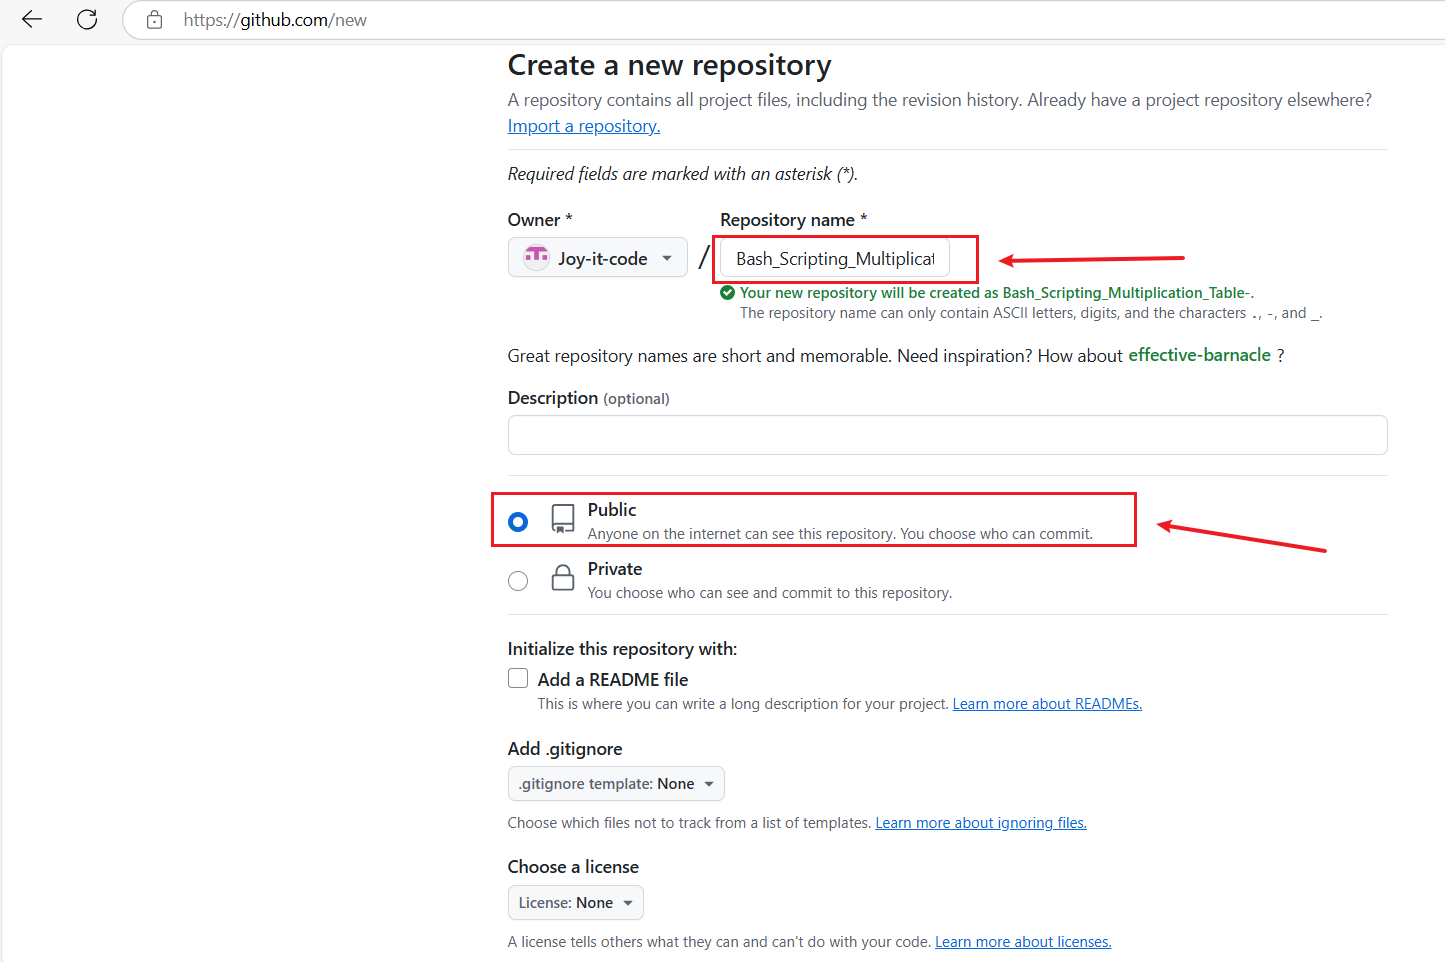 https://github.com/new
Create a new repository
A repository contains all project files, including the revision history. Already have a project repository elsewhere?
Import a repository.
Required fields are marked with an asterisk (*).
Owner *
Repository name *
Joy-it-code
/
Bash_Scripting_Multiplicat
Your new repository will be created as Bash_Scripting_Multiplication_Table-.
The repository name can only contain ASCII letters, digits, and the characters ., -, and _.
Great repository names are short and memorable. Need inspiration? How about effective-barnacle ?
Description (optional)
Public
Anyone on the internet can see this repository. You choose who can commit.
Private
You choose who can see and commit to this repository.
Initialize this repository with:
Add a README file
This is where you can write a long description for your project. Learn more about READMEs.
Add .gitignore
.gitignore template: None
Choose which files not to track from a list of templates. Learn more about ignoring files.
Choose a license
License: None
A license tells others what they can and can't do with your code. Learn more about licenses.